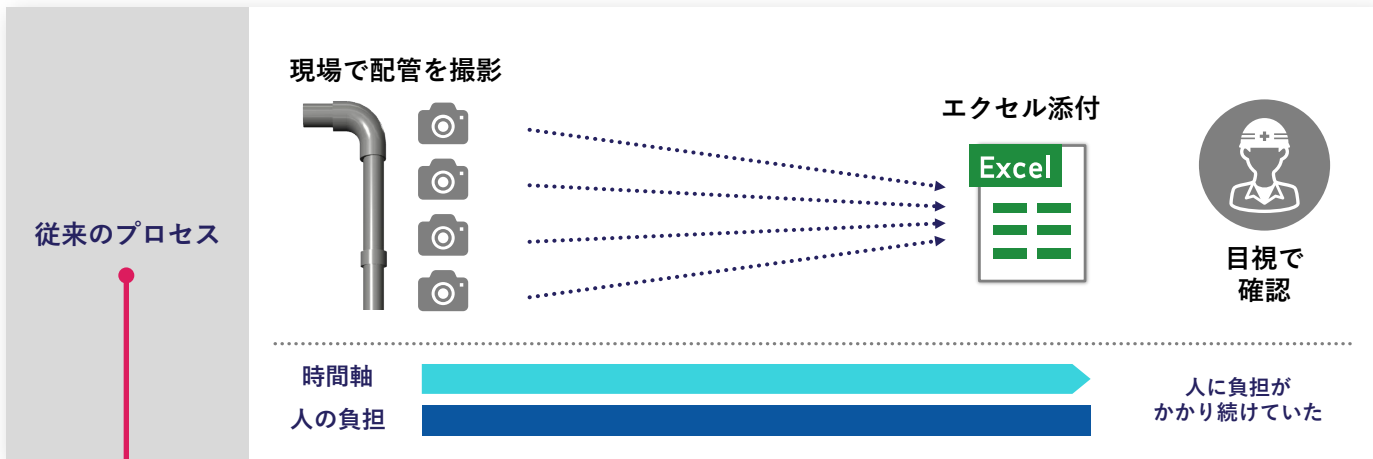 従来のプロセス
現場で配管を撮影
エクセル添付
Excel
目視で
確認
時間軸
人の負担
人に負担が
かかり続けていた